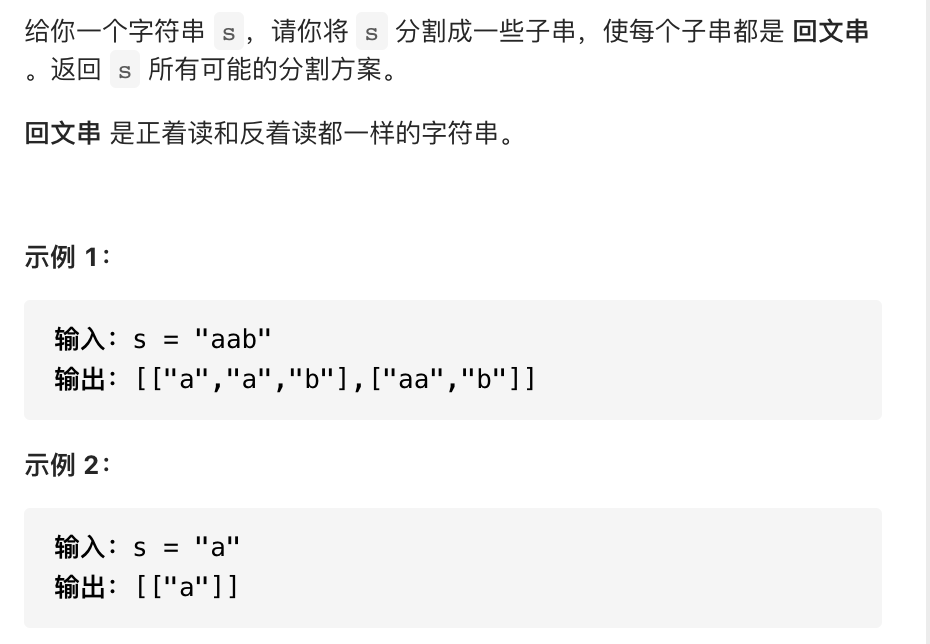 给你一个字符串 s，请你将 s 分割成一些子串，使每个子串都是 回文串
。返回 s 所有可能的分割方案。
回文串 是正着读和反着读都一样的字符串。
示例 1：
输入：s = "aab"
输出：[["a","a","b"],["aa","b"]]
示例 2：
输入：s = "a"
输出：[["a"]]